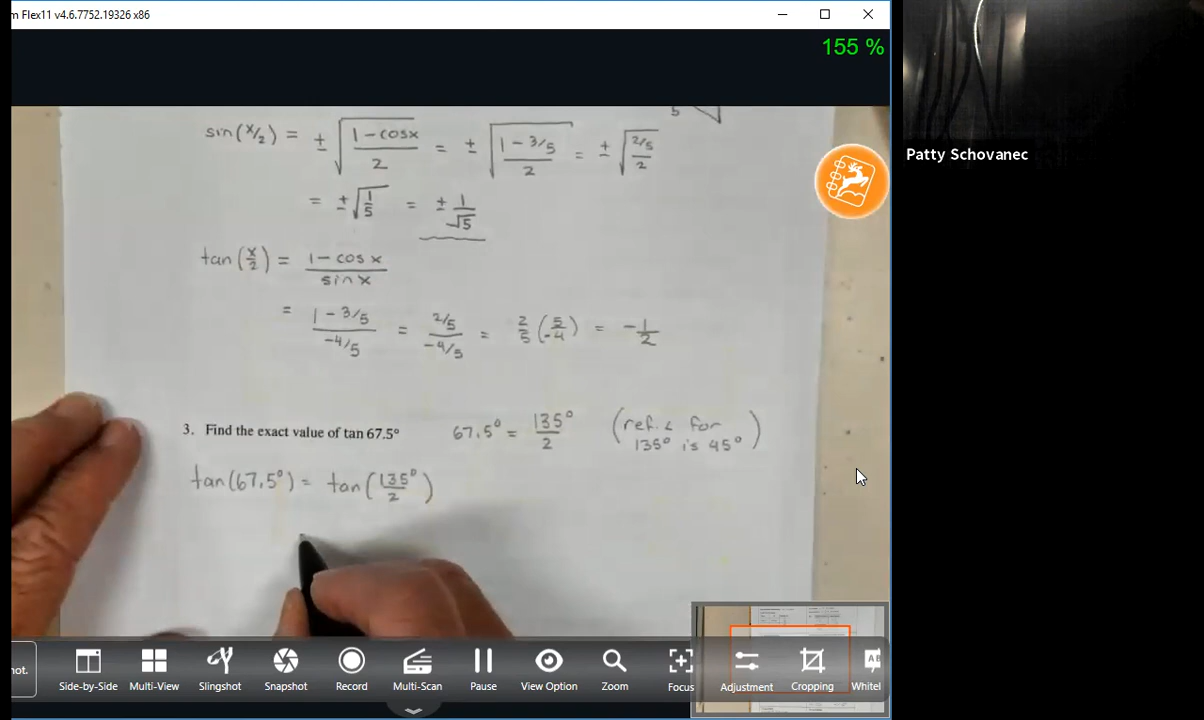 m Flex11 v4.6.7752.19326 x86
155 %
Patty Schovanec
sin(x/2) = ± √((1 - cosx)/2) = ± √((1 - 3/5)/2) = ± √((2/5)/2)
= ± √(1/5) = ± 1/√5
tan(x/2) = (1 - cos x)/(sin x)
= (1 - 3/5)/(-4/5) = (2/5)/(-4/5) = 2/5 (5/-4) = -1/2
3. Find the exact value of tan 67.5° 67.5° = 135°/2 (ref. ∠ for
135° is 45°)
tan(67.5°) = tan(135°/2)
not.
Side-by-Side Multi-View Slingshot Snapshot Record Multi-Scan Pause View Option Zoom Focus Adjustment Cropping Whitel